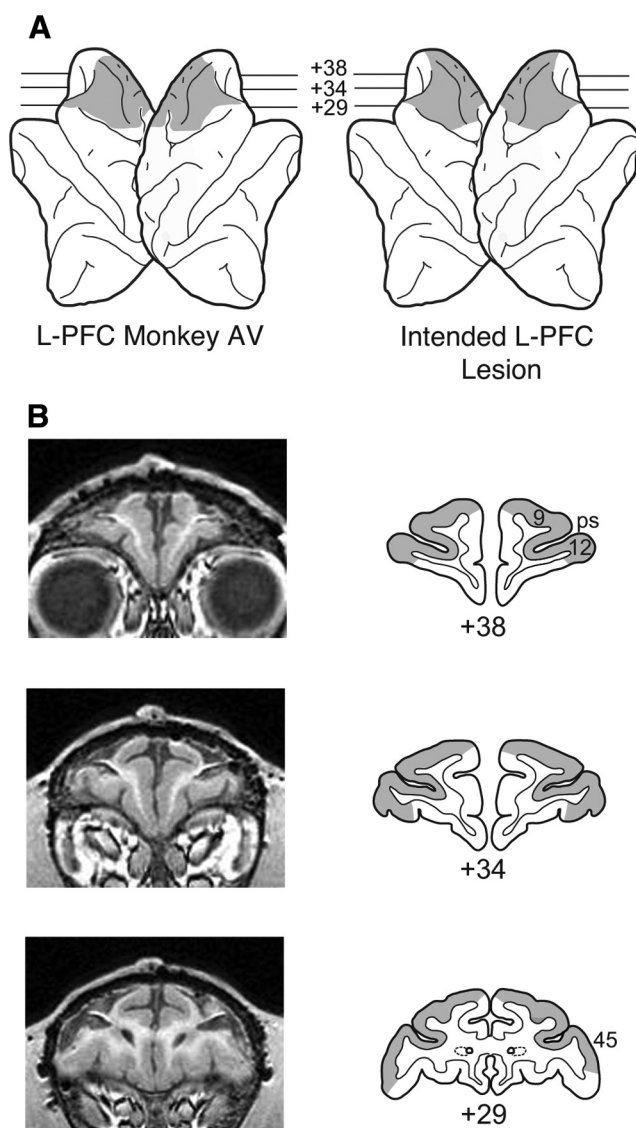 A
+38
+34
+29
L-PFC Monkey AV
Intended L-PFC
Lesion
B
9
ps
12
+38
+34
45
+29